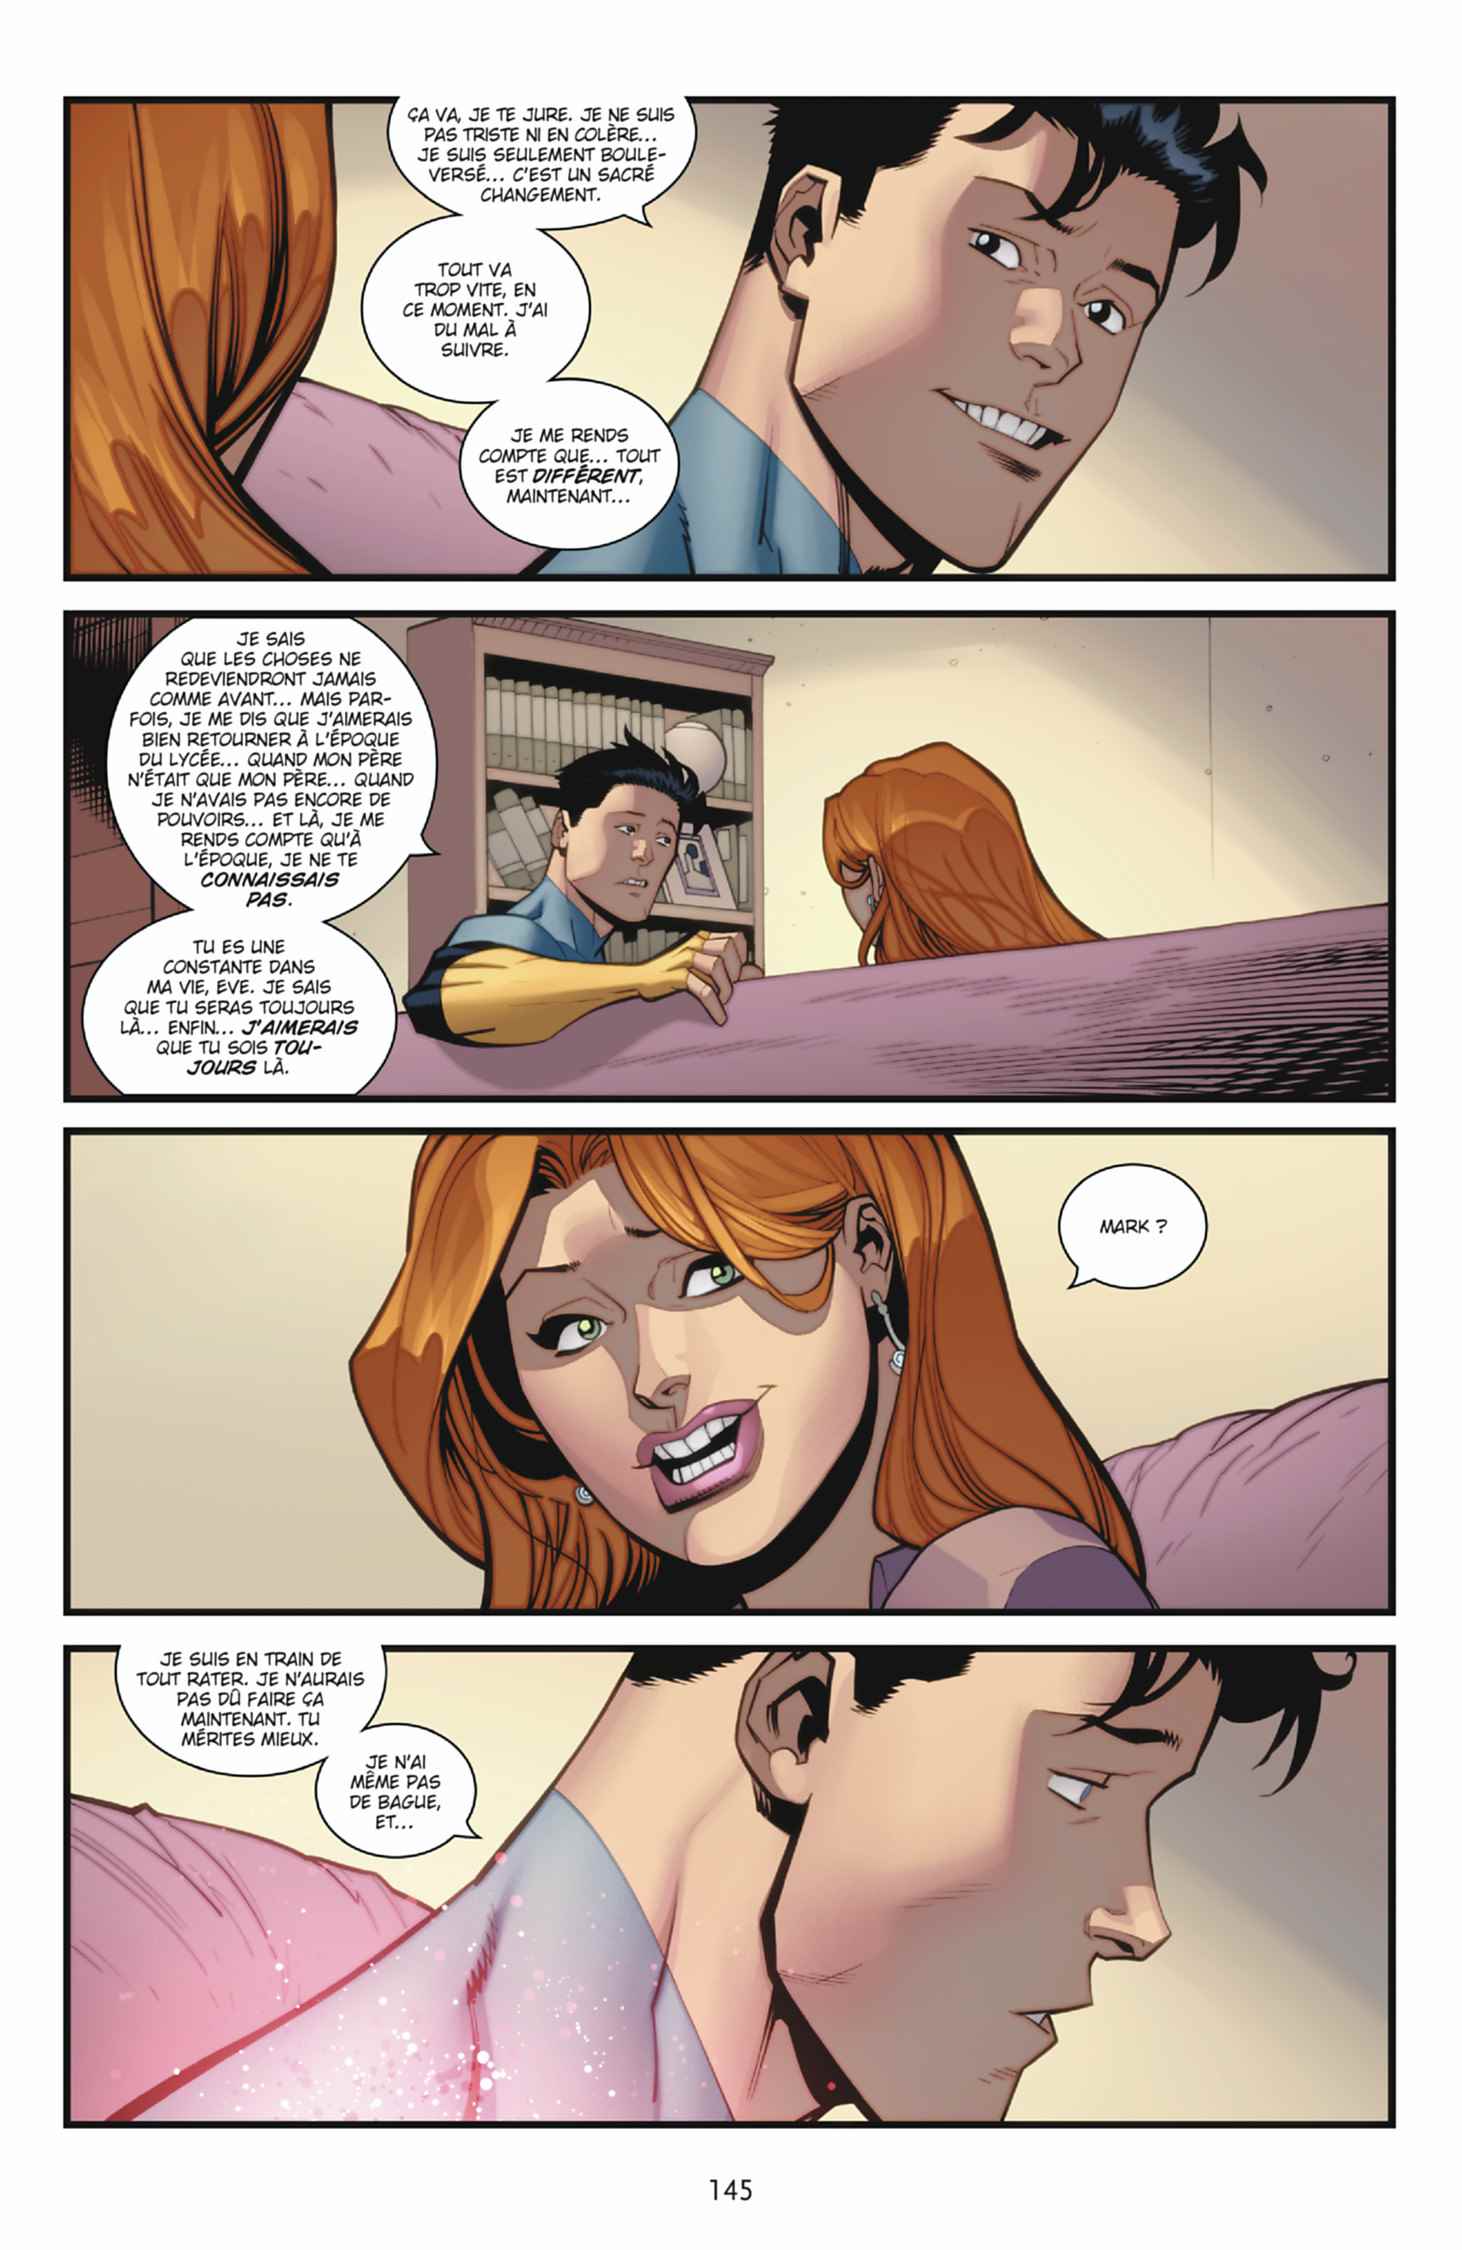 ÇA VA, JE TE JURE. JE NE SUIS
PAS TRISTE NI EN COLÈRE...
JE SUIS SEULEMENT BOULE-
VERSÉ... C'EST UN SACRÉ
CHANGEMENT.
TOUT VA
TROP VITE, EN
CE MOMENT. J'AI
DU MAL À
SUIVRE.
JE ME RENDS
COMPTE QUE... TOUT
EST DIFFÉRENT,
MAINTENANT...
JE SAIS
QUE LES CHOSES NE
REDEVIENDRONT JAMAIS
COMME AVANT... MAIS PAR-
FOIS, JE ME DIS QUE J'AIMERAIS
BIEN RETOURNER À L'ÉPOQUE
DU LYCÉE... QUAND MON PÈRE
N'ÉTAIT QUE MON PÈRE... QUAND
JE N'AVAIS PAS ENCORE DE
POUVOIRS... ET LÀ, JE ME
RENDS COMPTE QU'À
L'ÉPOQUE, JE NE TE
CONNAISSAIS
PAS.
TU ES UNE
CONSTANTE DANS
MA VIE, EVE. JE SAIS
QUE TU SERAS TOUJOURS
LÀ... ENFIN... J'AIMERAIS
QUE TU SOIS TOU-
JOURS LÀ.
MARK ?
JE SUIS EN TRAIN DE
TOUT RATER. JE N'AURAIS
PAS DÛ FAIRE ÇA
MAINTENANT. TU
MÉRITES MIEUX.
JE N'AI
MÊME PAS
DE BAGUE,
ET...
145